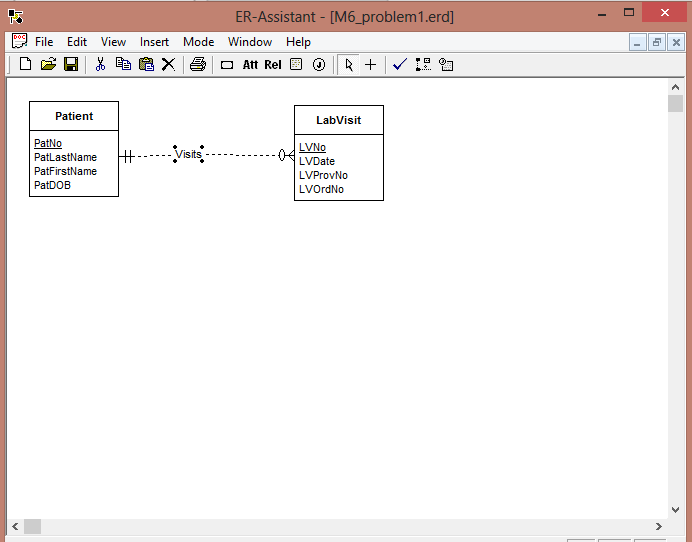 ER-Assistant - [M6_problem1.erd]
DOC
File Edit View Insert Mode Window Help
Att Rel
Patient
PatNo
PatLastName
PatFirstName
PatDOB
Visits
LabVisit
LVNo
LVDate
LVProvNo
LVOrdNo